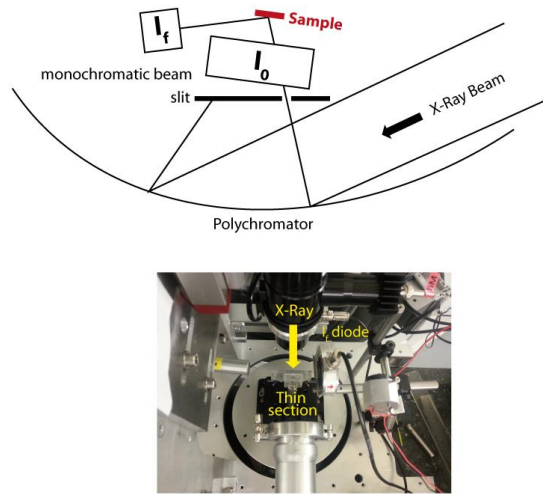 I_f
Sample
I_0
monochromatic beam
slit
X-Ray Beam
Polychromator
X-Ray
I_f diode
Thin
section